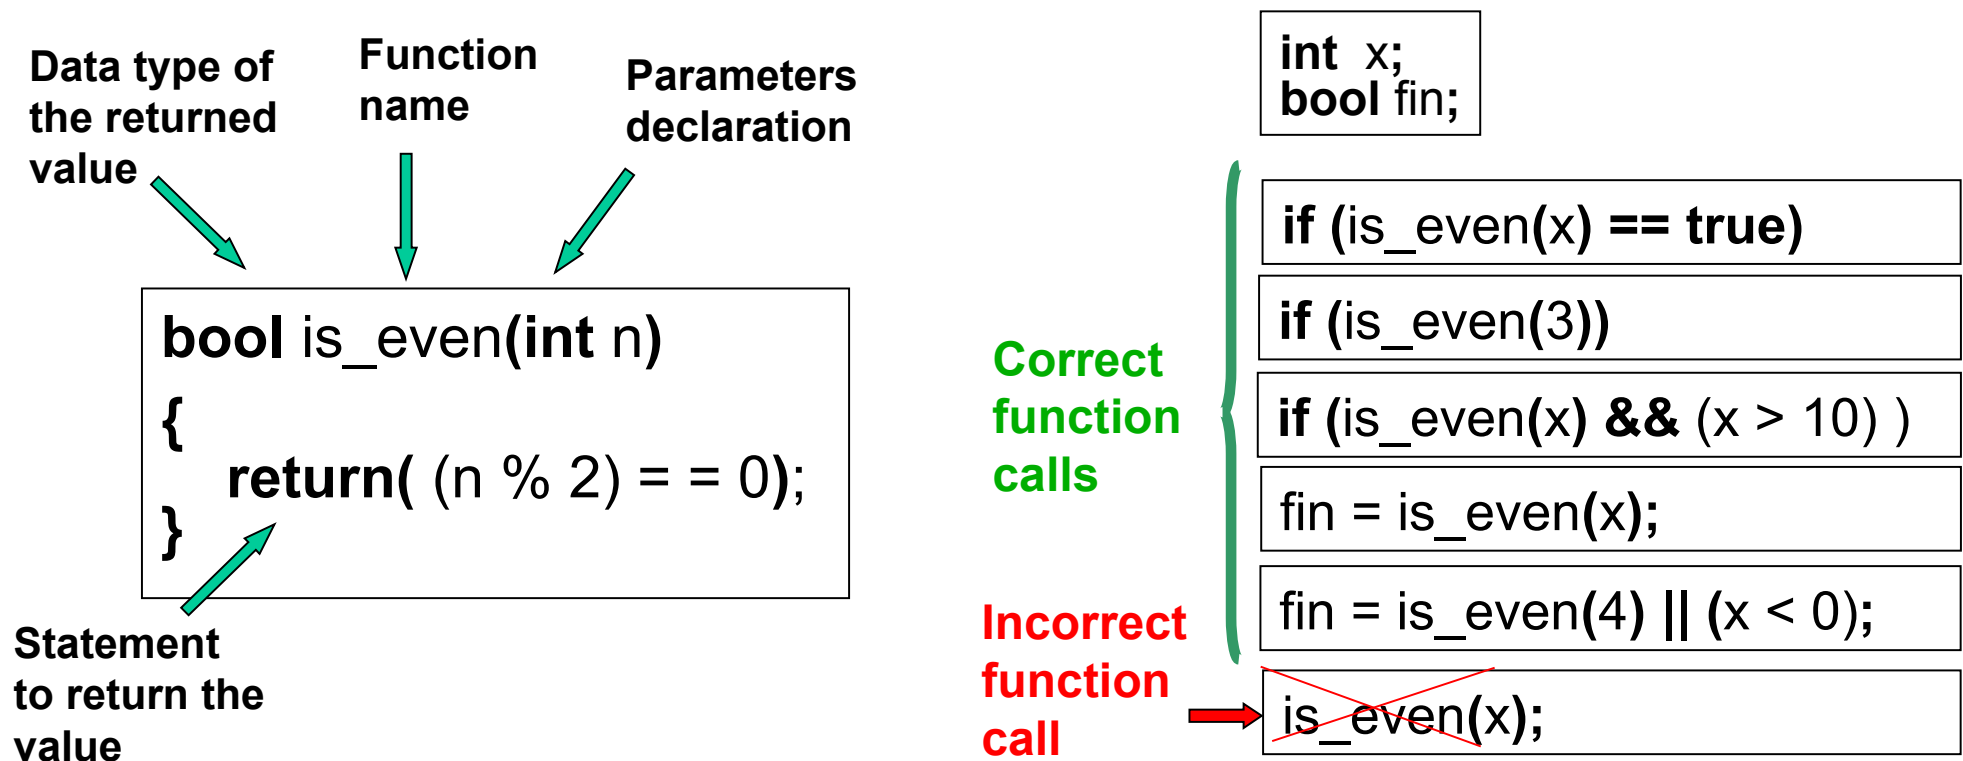 Data type of
the returned
value
Function
name
Parameters
declaration
bool is_even(int n)
{
return( (n % 2) = = 0);
}
Statement
to return the
value
int x;
bool fin;
Correct
function
calls
if (is_even(x) == true)
if (is_even(3))
if (is_even(x) && (x > 10) )
fin = is_even(x);
fin = is_even(4) || (x < 0);
Incorrect
function
call
is_even(x);